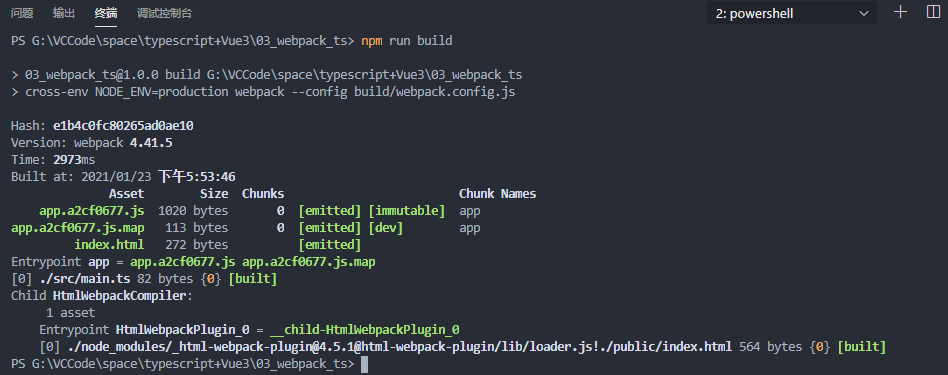 问题 输出 终端 调试控制台 2: powershell
PS G:\VCCode\space\typescript+Vue3\03_webpack_ts> npm run build
> 03_webpack_ts@1.0.0 build G:\VCCode\space\typescript+Vue3\03_webpack_ts
> cross-env NODE_ENV=production webpack --config build/webpack.config.js
Hash: e1b4c0fc80265ad0ae10
Version: webpack 4.41.5
Time: 2973ms
Built at: 2021/01/23 下午5:53:46
Asset Size Chunks Chunk Names
app.a2cf0677.js 1020 bytes 0 [emitted] [immutable] app
app.a2cf0677.js.map 113 bytes 0 [emitted] [dev] app
index.html 272 bytes [emitted]
Entrypoint app = app.a2cf0677.js app.a2cf0677.js.map
[0] ./src/main.ts 82 bytes {0} [built]
Child HtmlWebpackCompiler:
1 asset
Entrypoint HtmlWebpackPlugin_0 = __child-HtmlWebpackPlugin_0
[0] ./node_modules/_html-webpack-plugin@4.5.1@html-webpack-plugin/lib/loader.js!./public/index.html 564 bytes {0} [built]
PS G:\VCCode\space\typescript+Vue3\03_webpack_ts>